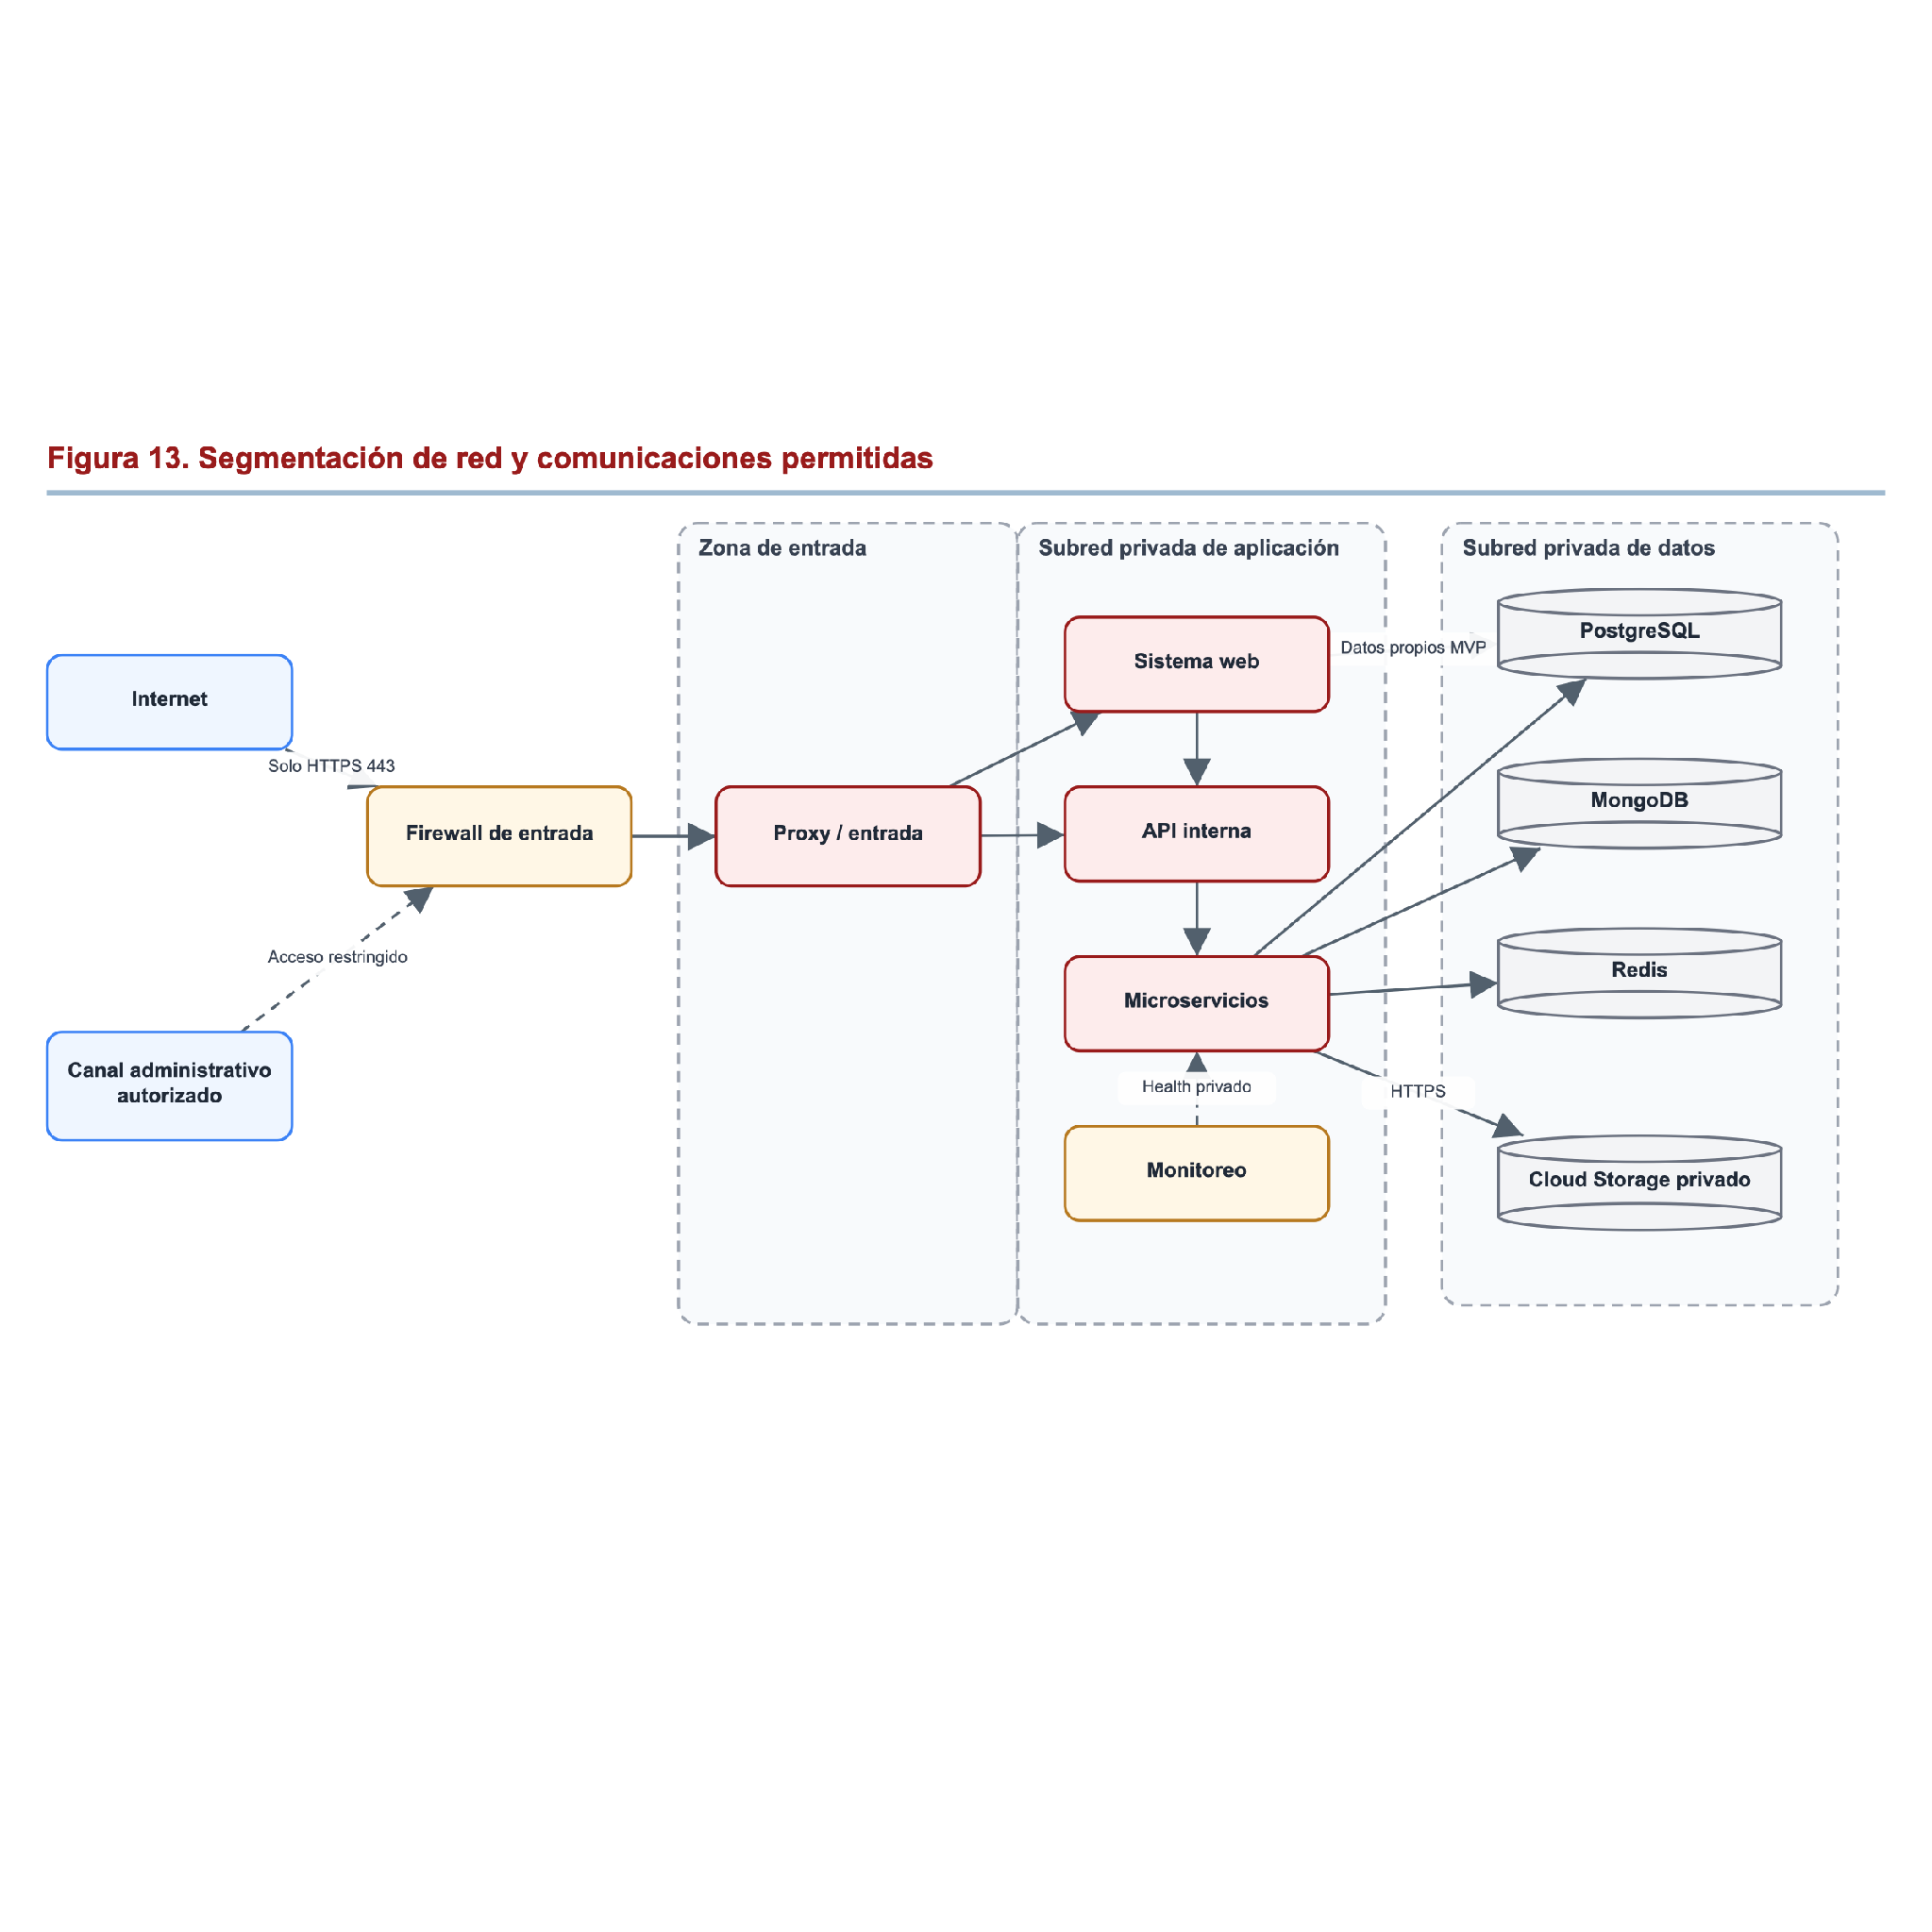 Figura 13. Segmentación de red y comunicaciones permitidas
Zona de entrada
Subred privada de aplicación
Subred privada de datos
Internet
Solo HTTPS 443
Firewall de entrada
Acceso restringido
Canal administrativo
autorizado
Proxy / entrada
Sistema web
Datos propios MVP
API interna
Microservicios
Health privado
HTTPS
Monitoreo
PostgreSQL
MongoDB
Redis
Cloud Storage privado